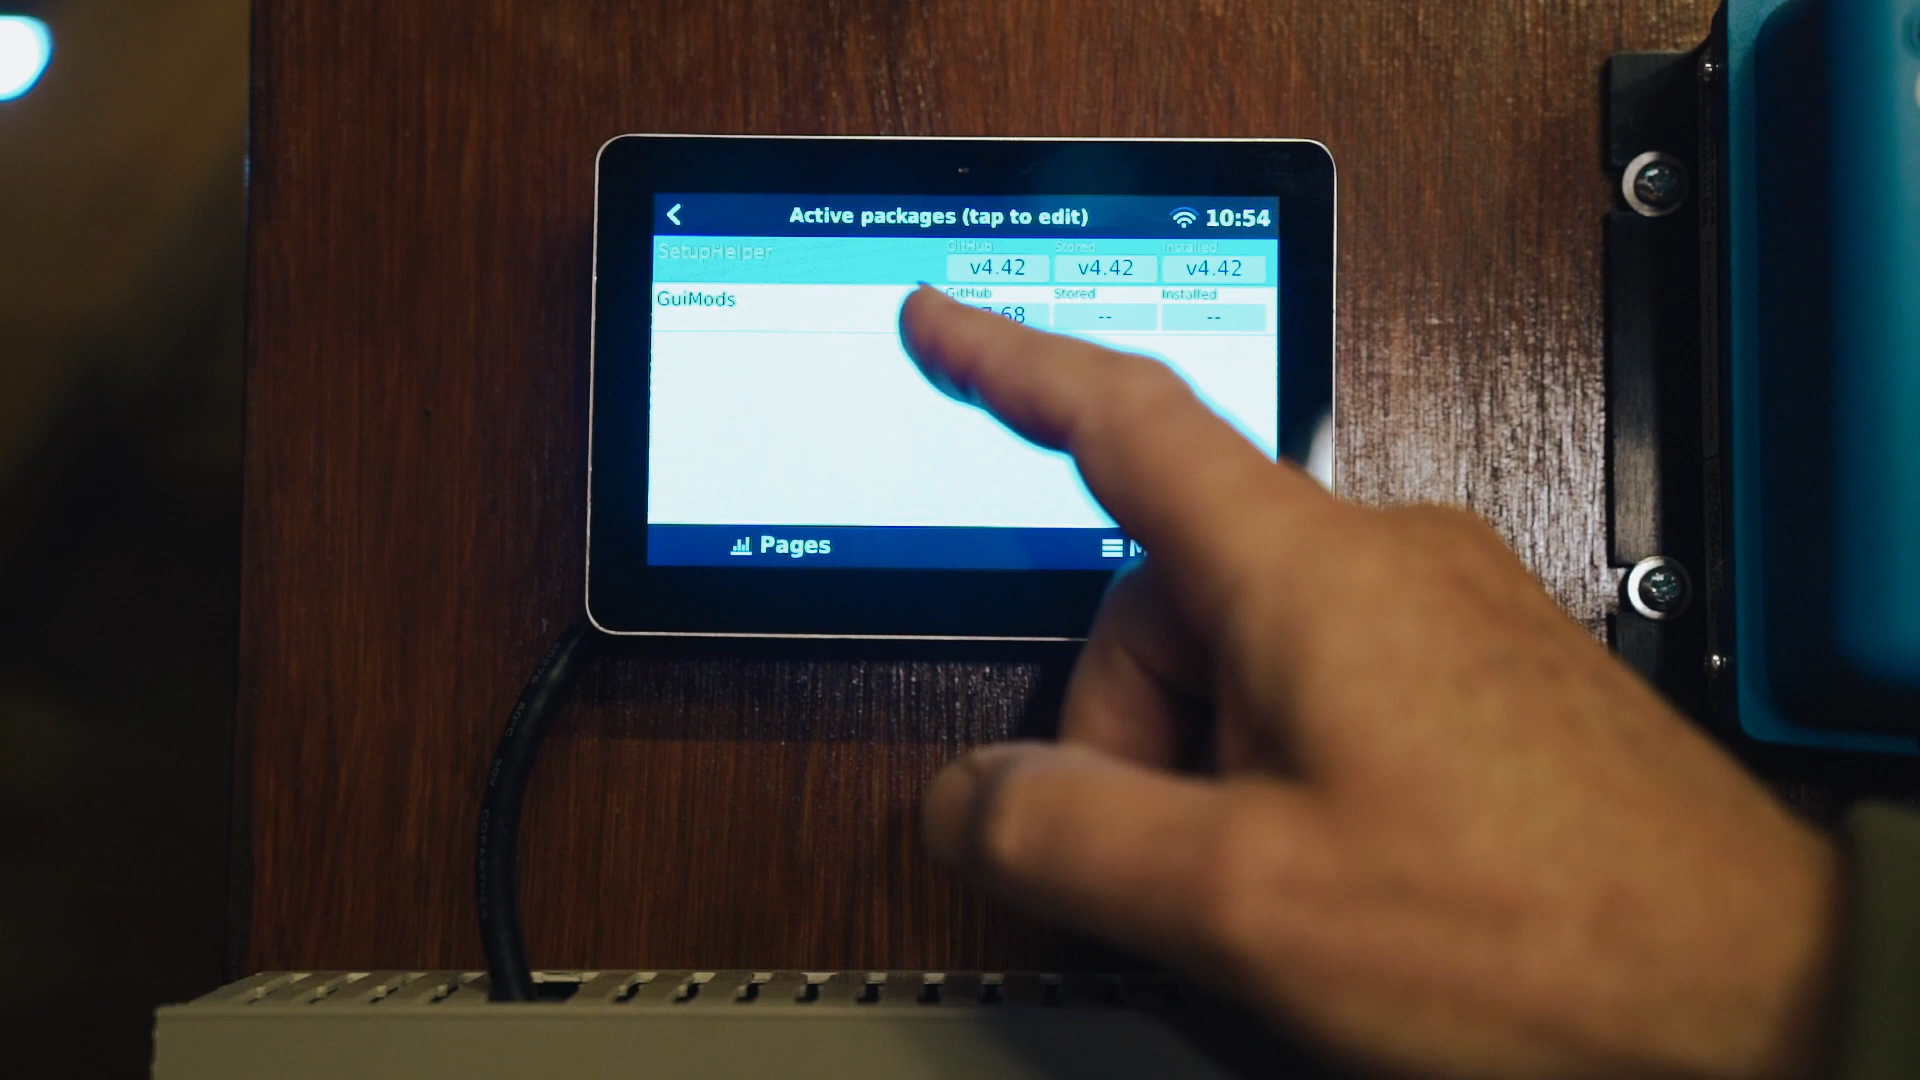 Active packages (tap to edit) 10:54
SetupHelper
GitHub Stored Installed
v4.42 v4.42 v4.42
GuiMods
GitHub Stored Installed
68 -- --
Pages